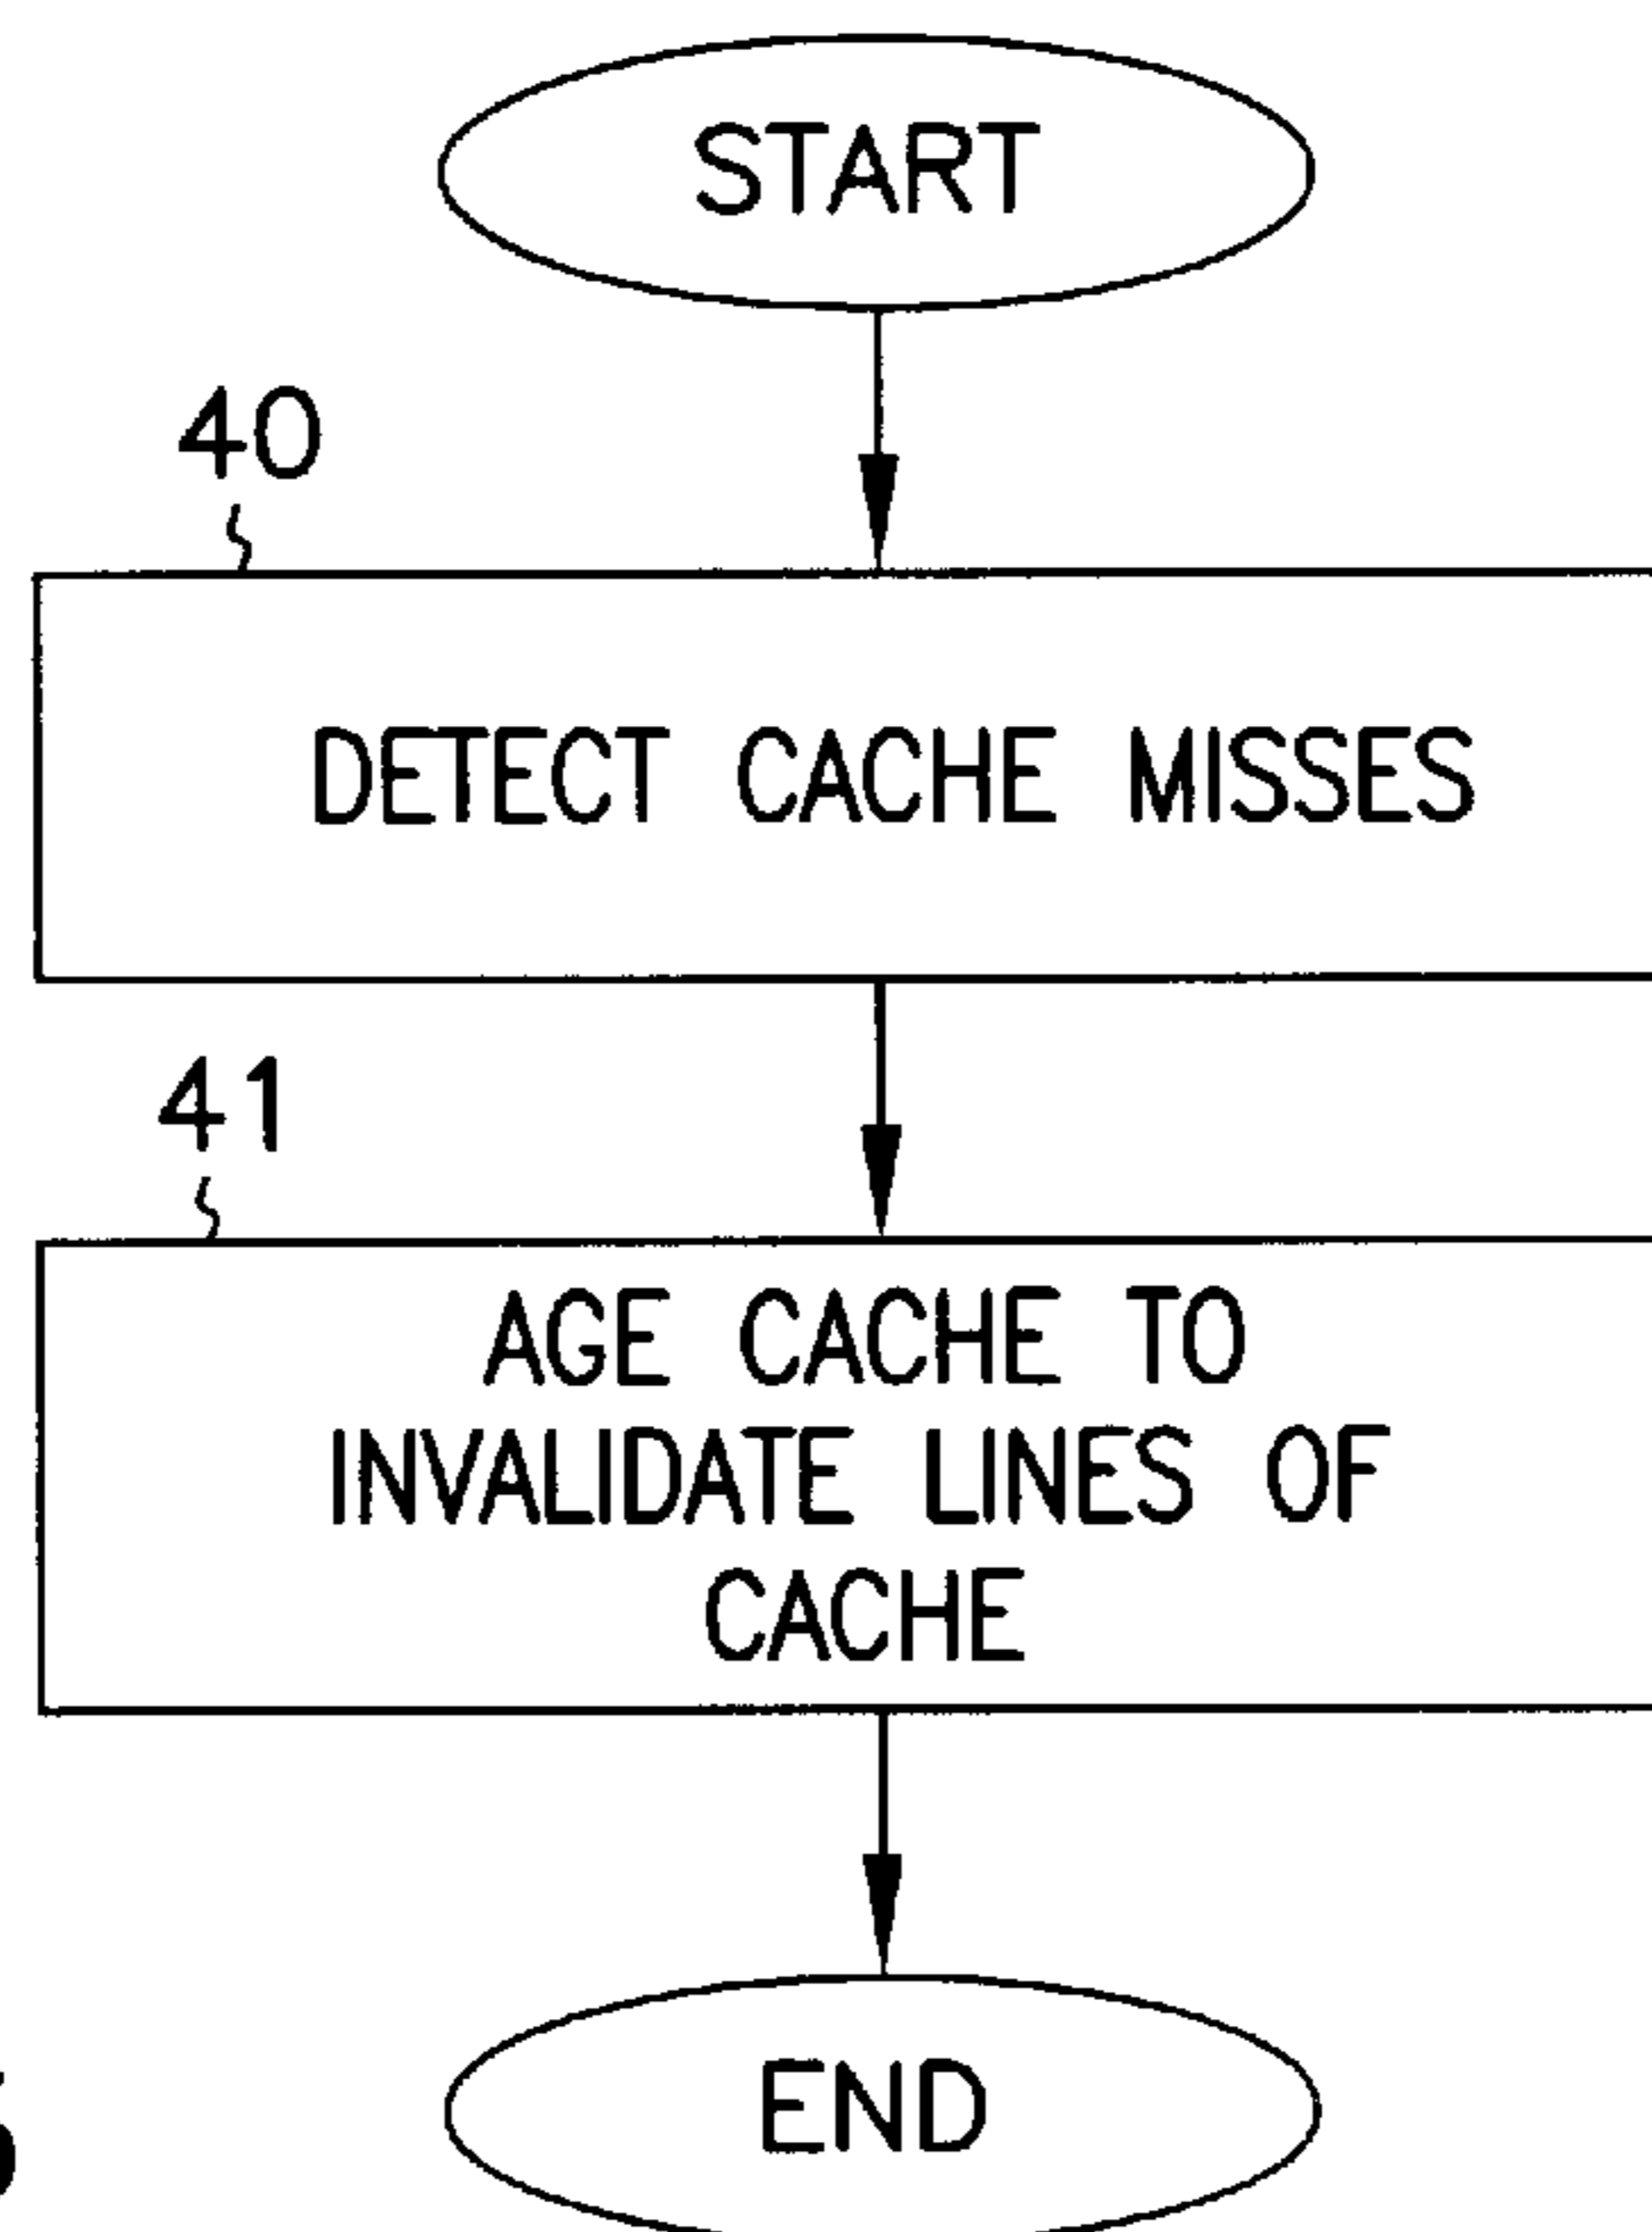 START
40
DETECT CACHE MISSES
41
AGE CACHE TO
INVALIDATE LINES OF
CACHE
END